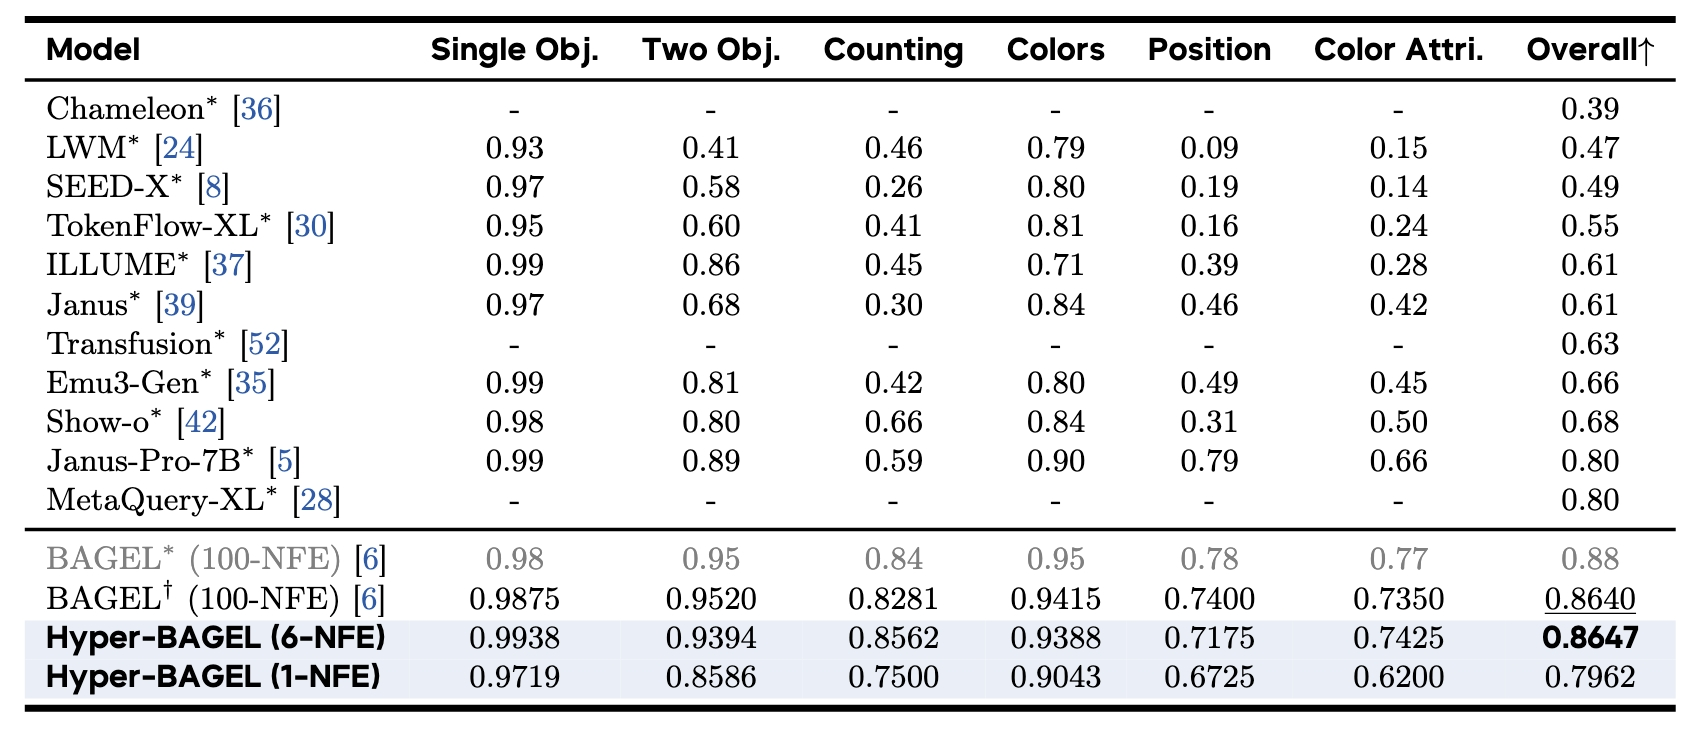 Model Single Obj. Two Obj. Counting Colors Position Color Attri. Overall↑
Chameleon* [36] - - - - - - 0.39
LWM* [24] 0.93 0.41 0.46 0.79 0.09 0.15 0.47
SEED-X* [8] 0.97 0.58 0.26 0.80 0.19 0.14 0.49
TokenFlow-XL* [30] 0.95 0.60 0.41 0.81 0.16 0.24 0.55
ILLUME* [37] 0.99 0.86 0.45 0.71 0.39 0.28 0.61
Janus* [39] 0.97 0.68 0.30 0.84 0.46 0.42 0.61
Transfusion* [52] - - - - - - 0.63
Emu3-Gen* [35] 0.99 0.81 0.42 0.80 0.49 0.45 0.66
Show-o* [42] 0.98 0.80 0.66 0.84 0.31 0.50 0.68
Janus-Pro-7B* [5] 0.99 0.89 0.59 0.90 0.79 0.66 0.80
MetaQuery-XL* [28] - - - - - - 0.80
BAGEL* (100-NFE) [6] 0.98 0.95 0.84 0.95 0.78 0.77 0.88
BAGEL† (100-NFE) [6] 0.9875 0.9520 0.8281 0.9415 0.7400 0.7350 0.8640
Hyper-BAGEL (6-NFE) 0.9938 0.9394 0.8562 0.9388 0.7175 0.7425 0.8647
Hyper-BAGEL (1-NFE) 0.9719 0.8586 0.7500 0.9043 0.6725 0.6200 0.7962